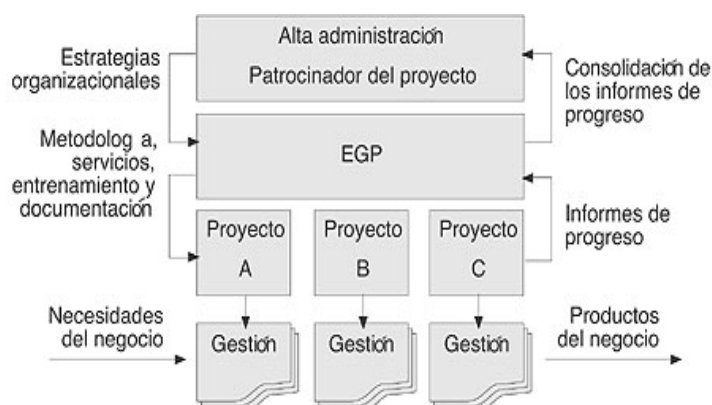 Alta administración
Patrocinador del proyecto
Estrategias
organizacionales
Consolidación de
los informes de
progreso
EGP
Metodolog a,
servicios,
entrenamiento y
documentación
Informes de
progreso
Proyecto
A
Proyecto
B
Proyecto
C
Necesidades
del negocio
Gestión
Gestión
Gestión
Productos
del negocio